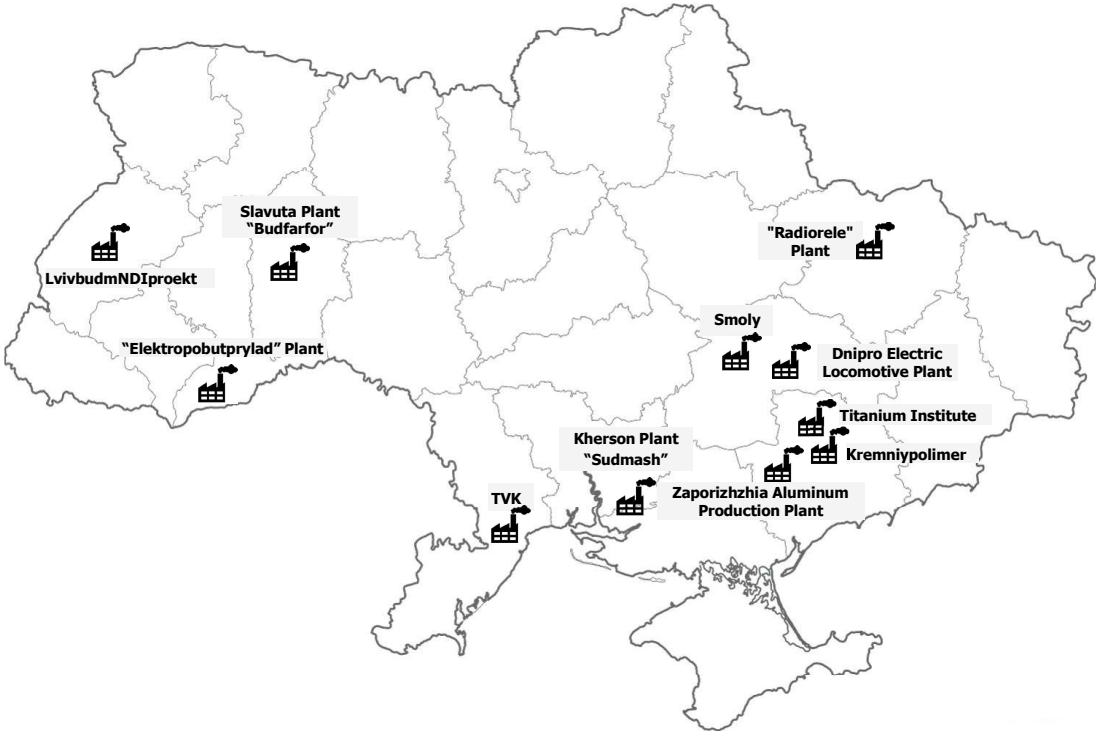 Slavuta Plant
“Budfarfor”
"Radiorele"
Plant
LvivbudmNDIproekt
Smoly
“Elektropobutprylad” Plant
Dnipro Electric
Locomotive Plant
Titanium Institute
Kherson Plant
“Sudmash”
Kremniypolimer
TVK
Zaporizhzhia Aluminum
Production Plant